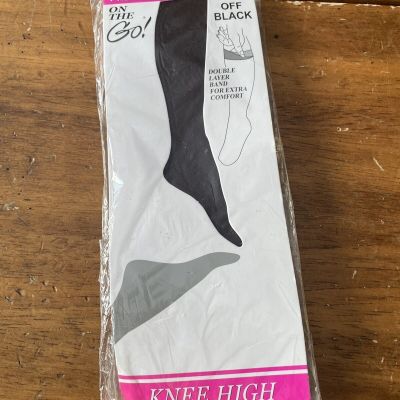 ON
THE
Go!
OFF
BLACK
DOUBLE
LAYER
BAND
FOR EXTRA
COMFORT
KNEE HIGH